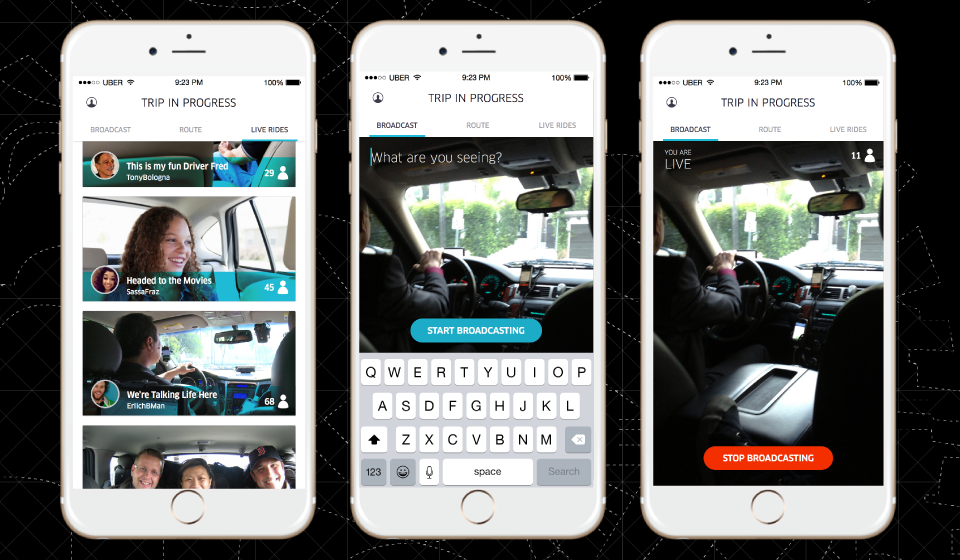 UBER 9:23 PM 100%
TRIP IN PROGRESS
BROADCAST ROUTE LIVE RIDES
This is my fun Driver Fred
TonyBologna
29
Headed to the Movies
SassaFraz
45
We're Talking Life Here
ErlichBMan
68
UBER 9:23 PM 100%
TRIP IN PROGRESS
BROADCAST ROUTE LIVE RIDES
What are you seeing?
START BROADCASTING
Q W E R T Y U I O P
A S D F G H J K L
Z X C V B N M
123 space Search
UBER 9:23 PM 100%
TRIP IN PROGRESS
BROADCAST ROUTE LIVE RIDES
YOU ARE
LIVE
11
STOP BROADCASTING